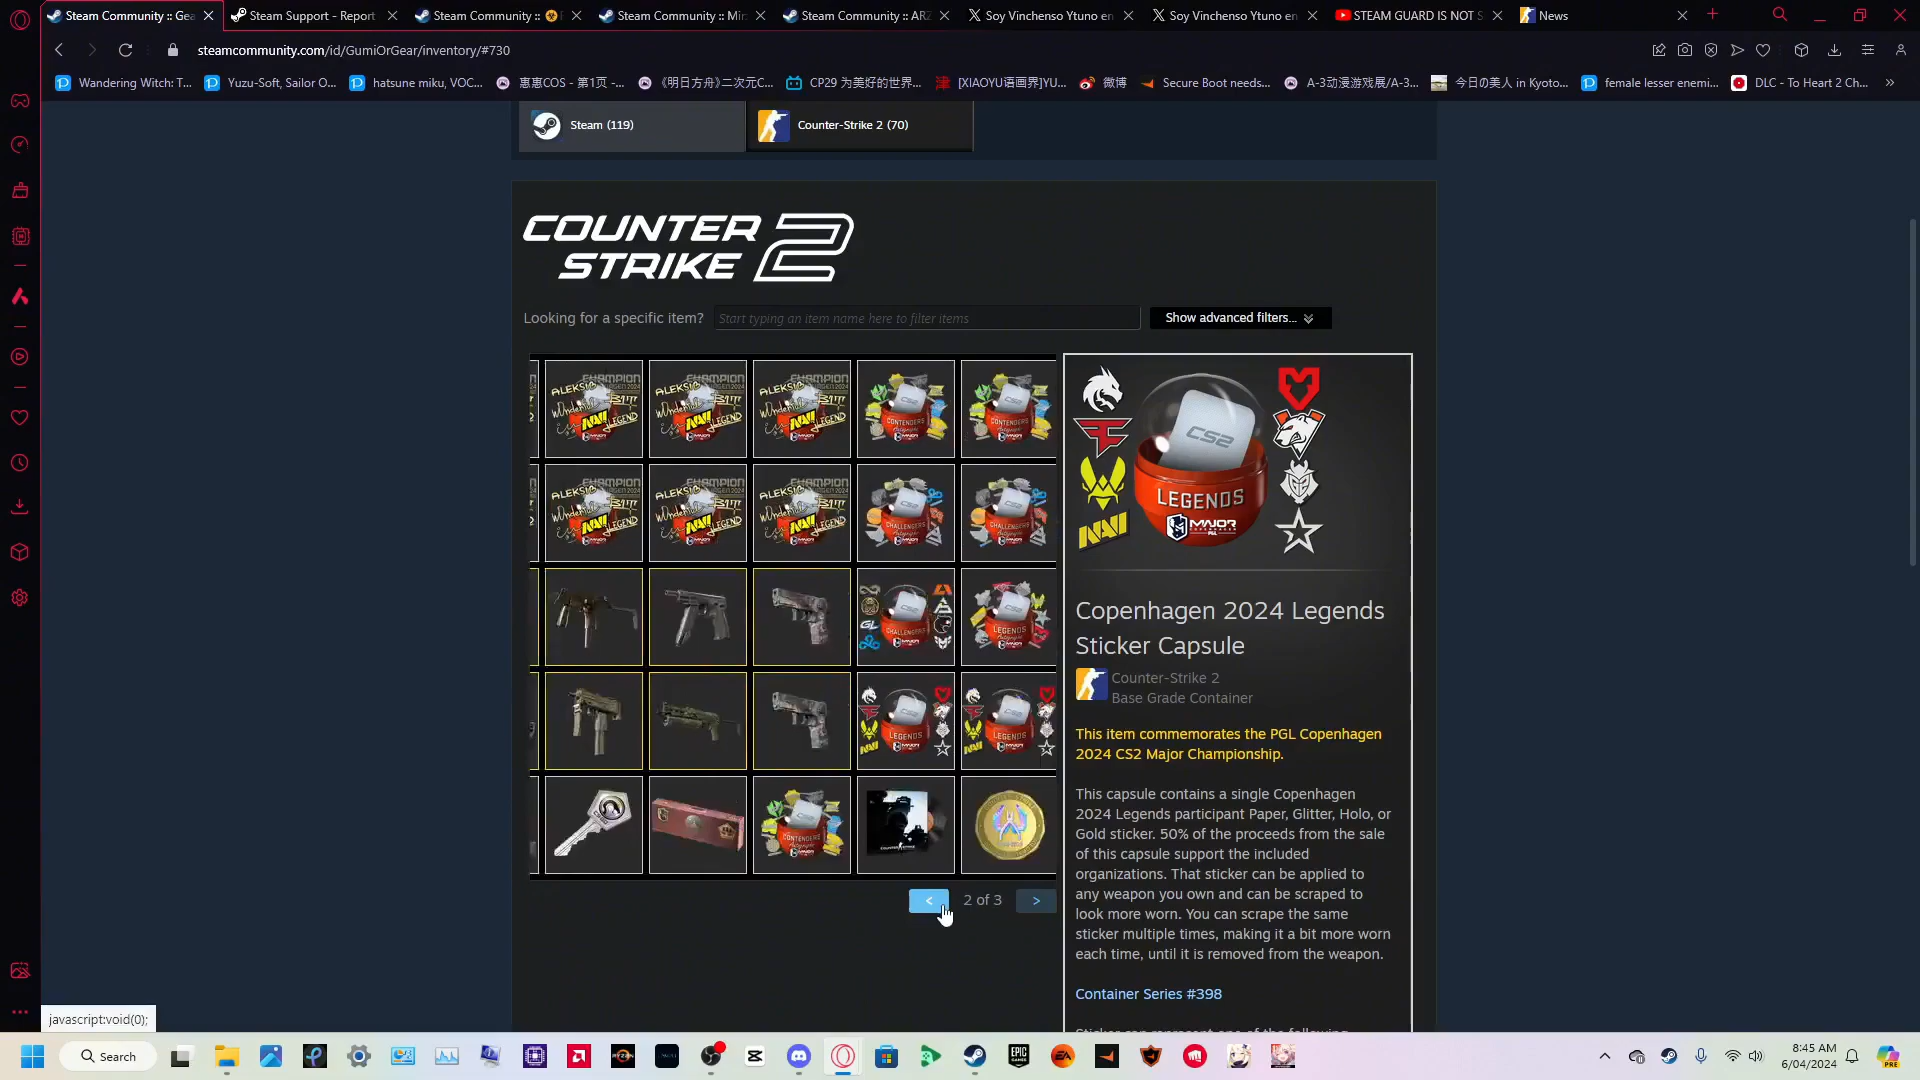 Steam Community :: Gea
Steam Support - Report
Steam Community ::
Steam Community :: Mir
Steam Community :: ARZ
Soy Vinchenso Ytuno en
Soy Vinchenso Ytuno en
STEAM GUARD IS NOT S
News
steamcommunity.com/id/GumiOrGear/inventory/#730
Wandering Witch: T...
Yuzu-Soft, Sailor O...
hatsune miku, VOC...
惠惠COS - 第1页 -...
《明日方舟》二次元C...
CP29 为美好的世界...
[XIAOYU语画界]YU...
微博
Secure Boot needs...
A-3动漫游戏展/A-3...
今日の美人 in Kyoto...
female lesser enemi...
DLC - To Heart 2 Ch...
Steam (119)
Counter-Strike 2 (70)
COUNTER
STRIKE 2
Looking for a specific item?
Start typing an item name here to filter items
Show advanced filters...
CS2
LEGENDS
MAJOR
NAVI
Copenhagen 2024 Legends
Sticker Capsule
Counter-Strike 2
Base Grade Container
This item commemorates the PGL Copenhagen
2024 CS2 Major Championship.
This capsule contains a single Copenhagen
2024 Legends participant Paper, Glitter, Holo, or
Gold sticker. 50% of the proceeds from the sale
of this capsule support the included
organizations. That sticker can be applied to
any weapon you own and can be scraped to
look more worn. You can scrape the same
sticker multiple times, making it a bit more worn
each time, until it is removed from the weapon.
Container Series #398
< 2 of 3 >
javascript:void(0);
Search
8:45 AM
6/04/2024